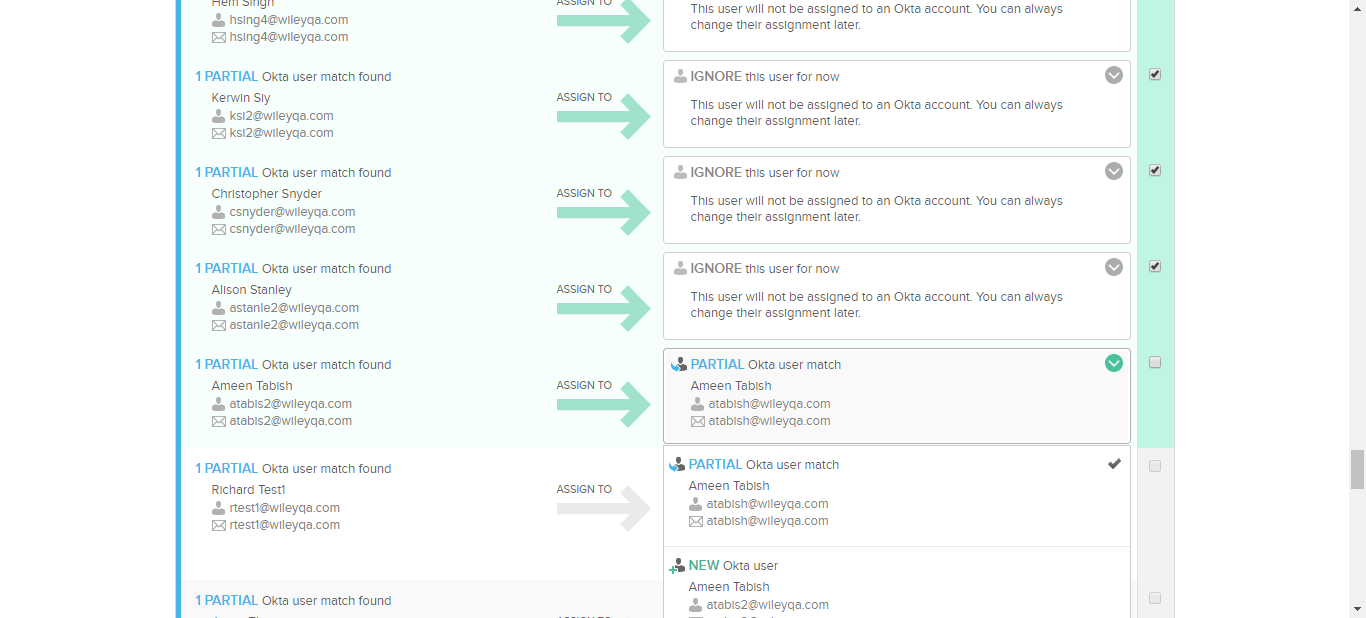 Hem Singh
hsing4@wileyqa.com
hsing4@wileyqa.com
ASSIGN TO
This user will not be assigned to an Okta account. You can always
change their assignment later.
1 PARTIAL Okta user match found
Kerwin Siy
ksi2@wileyqa.com
ksi2@wileyqa.com
ASSIGN TO
IGNORE this user for now
This user will not be assigned to an Okta account. You can always
change their assignment later.
1 PARTIAL Okta user match found
Christopher Snyder
csnyder@wileyqa.com
csnyder@wileyqa.com
ASSIGN TO
IGNORE this user for now
This user will not be assigned to an Okta account. You can always
change their assignment later.
1 PARTIAL Okta user match found
Alison Stanley
astanle2@wileyqa.com
astanle2@wileyqa.com
ASSIGN TO
IGNORE this user for now
This user will not be assigned to an Okta account. You can always
change their assignment later.
1 PARTIAL Okta user match found
Ameen Tabish
atabis2@wileyqa.com
atabis2@wileyqa.com
ASSIGN TO
PARTIAL Okta user match
Ameen Tabish
atabish@wileyqa.com
atabish@wileyqa.com
1 PARTIAL Okta user match found
Richard Test1
rtest1@wileyqa.com
rtest1@wileyqa.com
ASSIGN TO
PARTIAL Okta user match
Ameen Tabish
atabish@wileyqa.com
atabish@wileyqa.com
NEW Okta user
Ameen Tabish
atabis2@wileyqa.com
1 PARTIAL Okta user match found